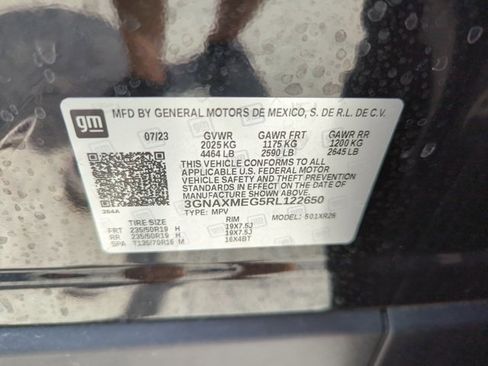 gm
MFD BY GENERAL MOTORS DE MEXICO, S. DE R.L. DE C.V.
07/23 GVWR GAWR FRT GAWR RR
2025 KG 1175 KG 1200 KG
4464 LB 2590 LB 2645 LB
THIS VEHICLE CONFORMS TO ALL
APPLICABLE U.S. FEDERAL MOTOR
VEHICLE SAFETY AND THEFT PREVENTION
STANDARDS IN EFFECT ON THE DATE OF
MANUFACTURE SHOWN ABOVE.
3GNAXMEG5RL122650
TYPE: MPV MODEL: 501XR26
TIRE SIZE RIM
FRT 235/50R19 H 19X7.5J
RR 235/50R19 H 19X7.5J
SPA T135/70R16 M 16X4BT